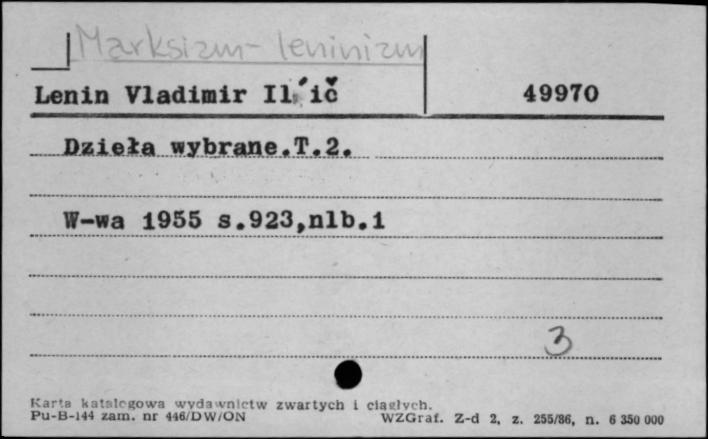 Marksizm-leninizm
Lenin Vladimir Il'ič 49970
Dzieła wybrane.T.2.
W-wa 1955 s.923,nlb.1
3
Karta katalogowa wydawnictw zwartych i ciągłych.
Pu-B-144 zam. nr 446/DW/ON WZGraf. Z-d 2, z. 255/86, n. 6 350 000